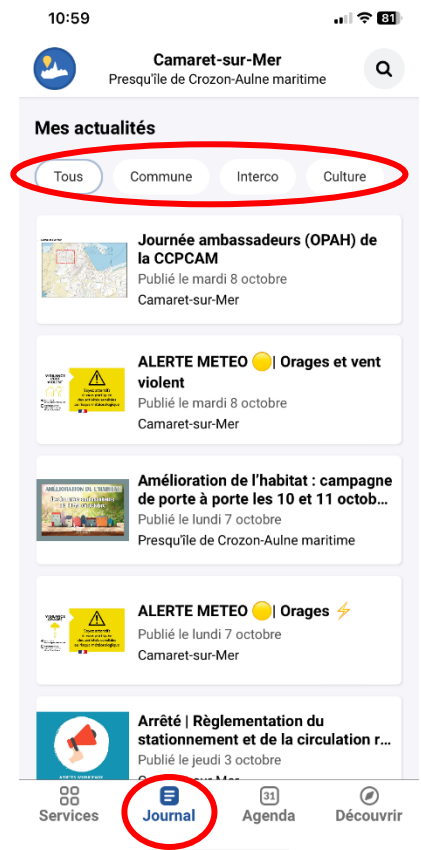 10:59
81
Camaret-sur-Mer
Presqu'île de Crozon-Aulne maritime
Mes actualités
Tous
Commune
Interco
Culture
Journée ambassadeurs (OPAH) de
la CCPCAM
Publié le mardi 8 octobre
Camaret-sur-Mer
ALERTE METEO 🟡| Orages et vent
violent
Publié le mardi 8 octobre
Camaret-sur-Mer
AMÉLIORATION DE L'HABITAT
Amélioration de l'habitat : campagne
de porte à porte les 10 et 11 octob...
Publié le lundi 7 octobre
Presqu'île de Crozon-Aulne maritime
ALERTE METEO 🟡| Orages ⚡
Publié le lundi 7 octobre
Camaret-sur-Mer
Arrêté | Règlementation du
stationnement et de la circulation r...
Publié le jeudi 3 octobre
Services
Journal
31
Agenda
Découvrir